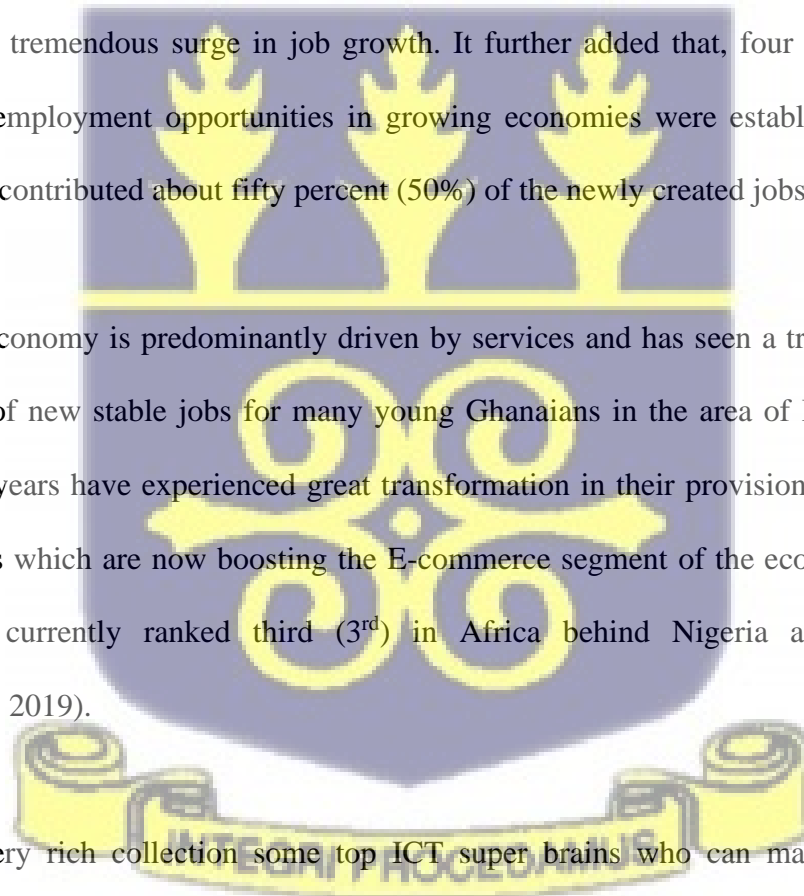 tremendous surge in job growth. It further added that, four
employment opportunities in growing economies were establ
contributed about fifty percent (50%) of the newly created jobs
conomy is predominantly driven by services and has seen a tr
of new stable jobs for many young Ghanaians in the area of
years have experienced great transformation in their provision
s which are now boosting the E-commerce segment of the eco
currently ranked third (3rd) in Africa behind Nigeria a
2019).
ery rich collection some top ICT super brains who can ma
INTEGRI PROCEDAMUS